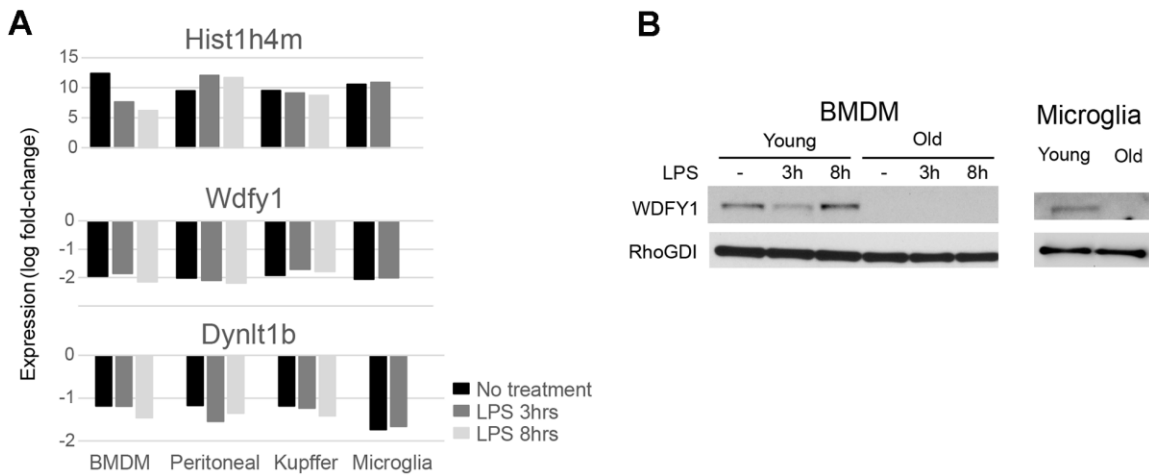 A
Hist1h4m
15
10
5
0
Wdfy1
0
-1
-2
Dynlt1b
0
-1
-2
Expression (log fold-change)
BMDM Peritoneal Kupffer Microglia
No treatment
LPS 3hrs
LPS 8hrs
B
BMDM
Young Old
LPS - 3h 8h - 3h 8h
WDFY1
RhoGDI
Microglia
Young Old